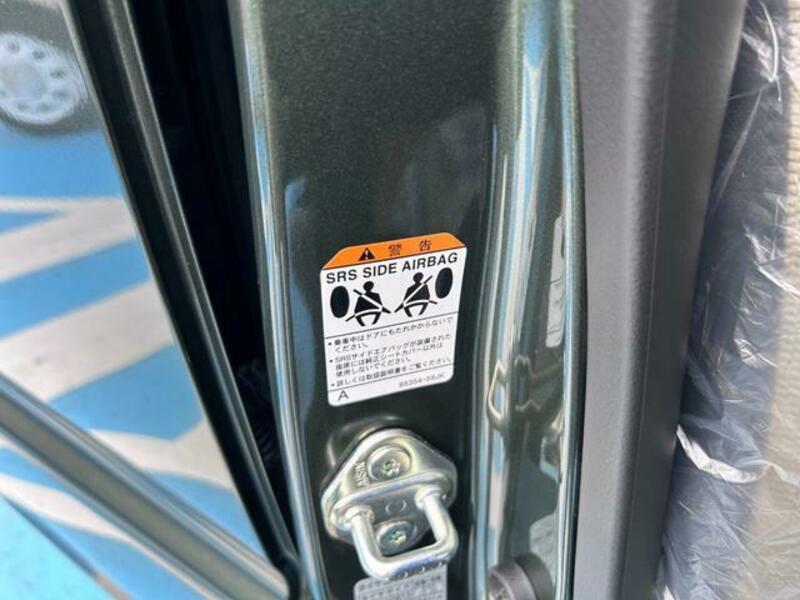 警告
SRS SIDE AIRBAG
・乗車中はドアにもたれかからないで
ください。
・SRSサイドエアバッグが装備された
座席には純正シートカバー以外は
使用しないでください。
・詳しくは取扱説明書をご覧ください。
A
AISIN